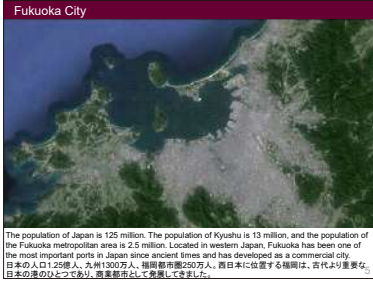 Fukuoka City
The population of Japan is 125 million. The population of Kyushu is 13 million, and the population of
the Fukuoka metropolitan area is 2.5 million. Located in western Japan, Fukuoka has been one of
the most important ports in Japan since ancient times and has developed as a commercial city.
日本の人口1.25億人、九州1300万人、福岡都市圏250万人。西日本に位置する福岡は、古代より重要な
日本の港のひとつであり、商業都市として発展してきました。
5